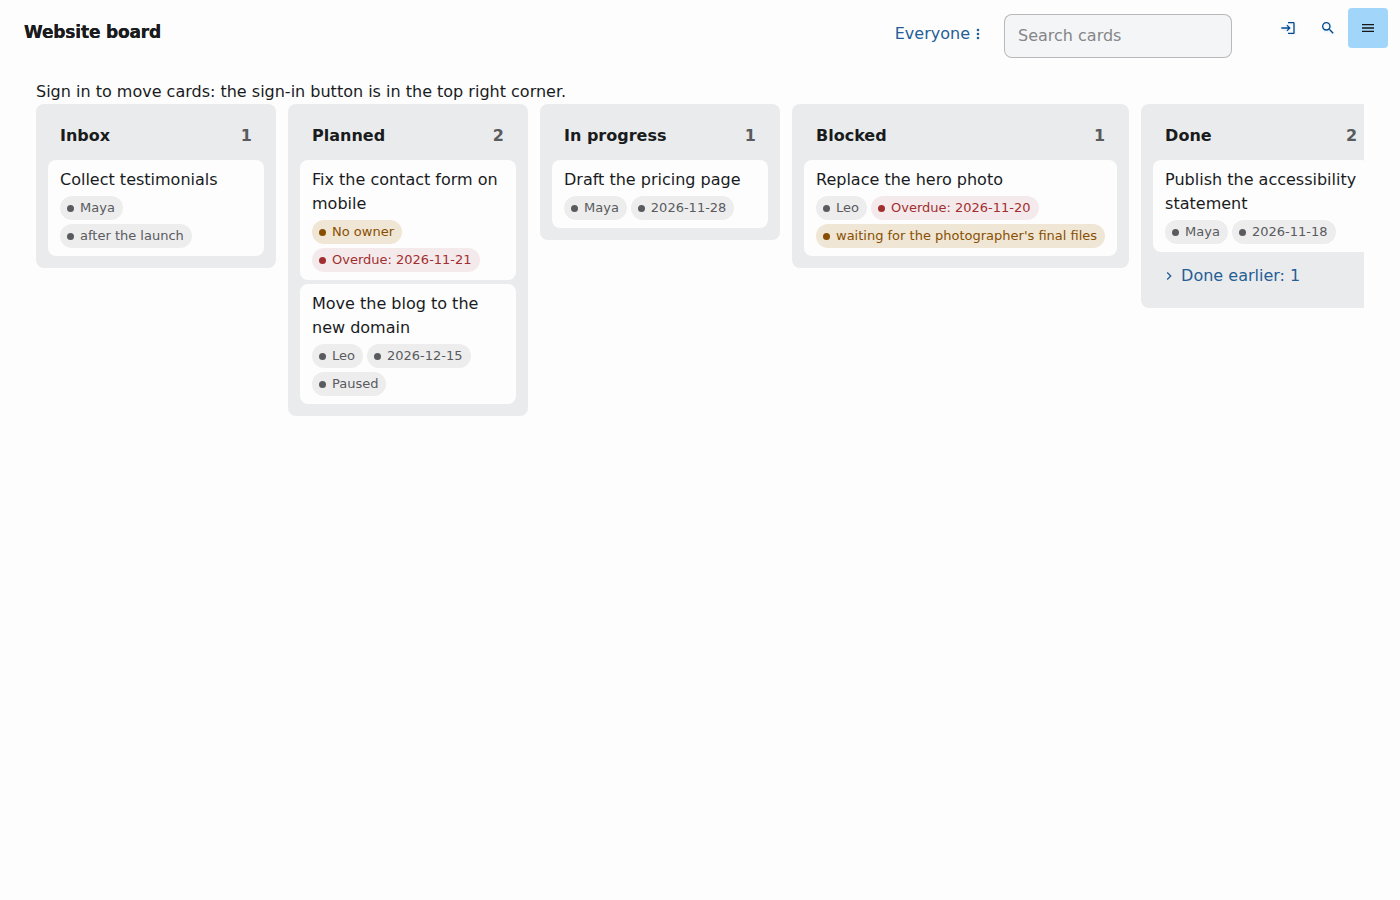 Website board
Everyone
Search cards
Sign in to move cards: the sign-in button is in the top right corner.
Inbox 1
Collect testimonials
Maya
after the launch
Planned 2
Fix the contact form on
mobile
No owner
Overdue: 2026-11-21
Move the blog to the
new domain
Leo 2026-12-15
Paused
In progress 1
Draft the pricing page
Maya 2026-11-28
Blocked 1
Replace the hero photo
Leo Overdue: 2026-11-20
waiting for the photographer's final files
Done 2
Publish the accessibility
statement
Maya 2026-11-18
Done earlier: 1